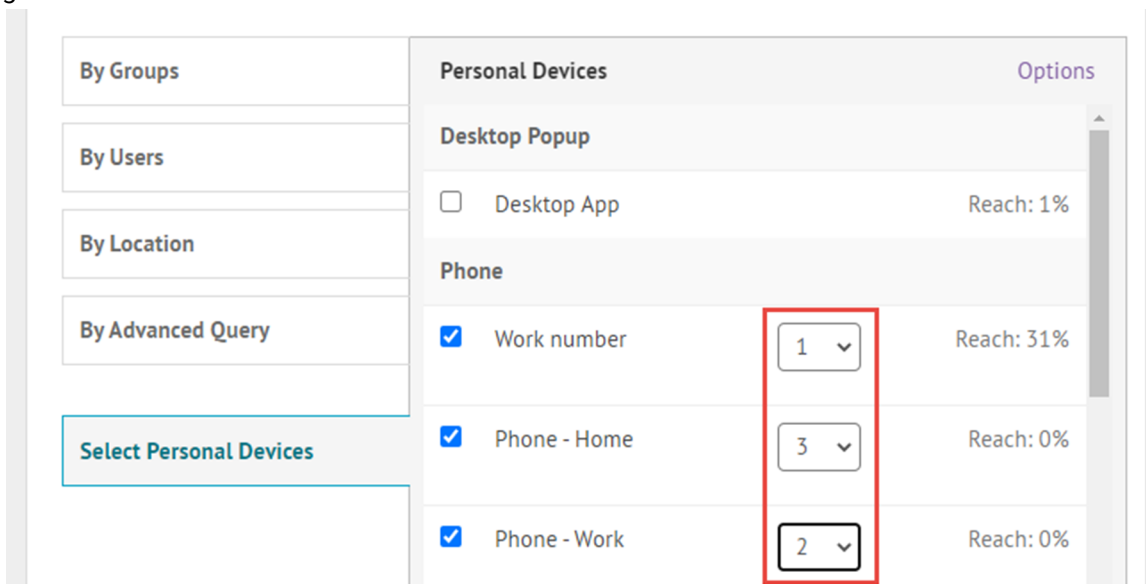 By Groups
By Users
By Location
By Advanced Query
Select Personal Devices
Personal Devices Options
Desktop Popup
Desktop App Reach: 1%
Phone
Work number 1 Reach: 31%
Phone - Home 3 Reach: 0%
Phone - Work 2 Reach: 0%